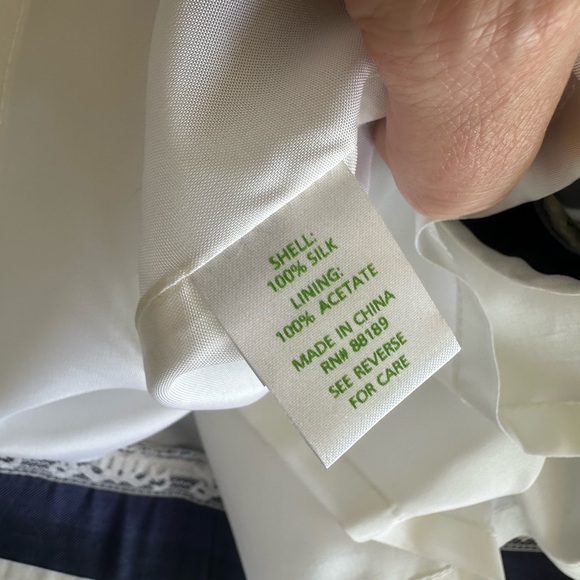 SHELL:
100% SILK
LINING:
100% ACETATE
MADE IN CHINA
RN# 88189
SEE REVERSE
FOR CARE